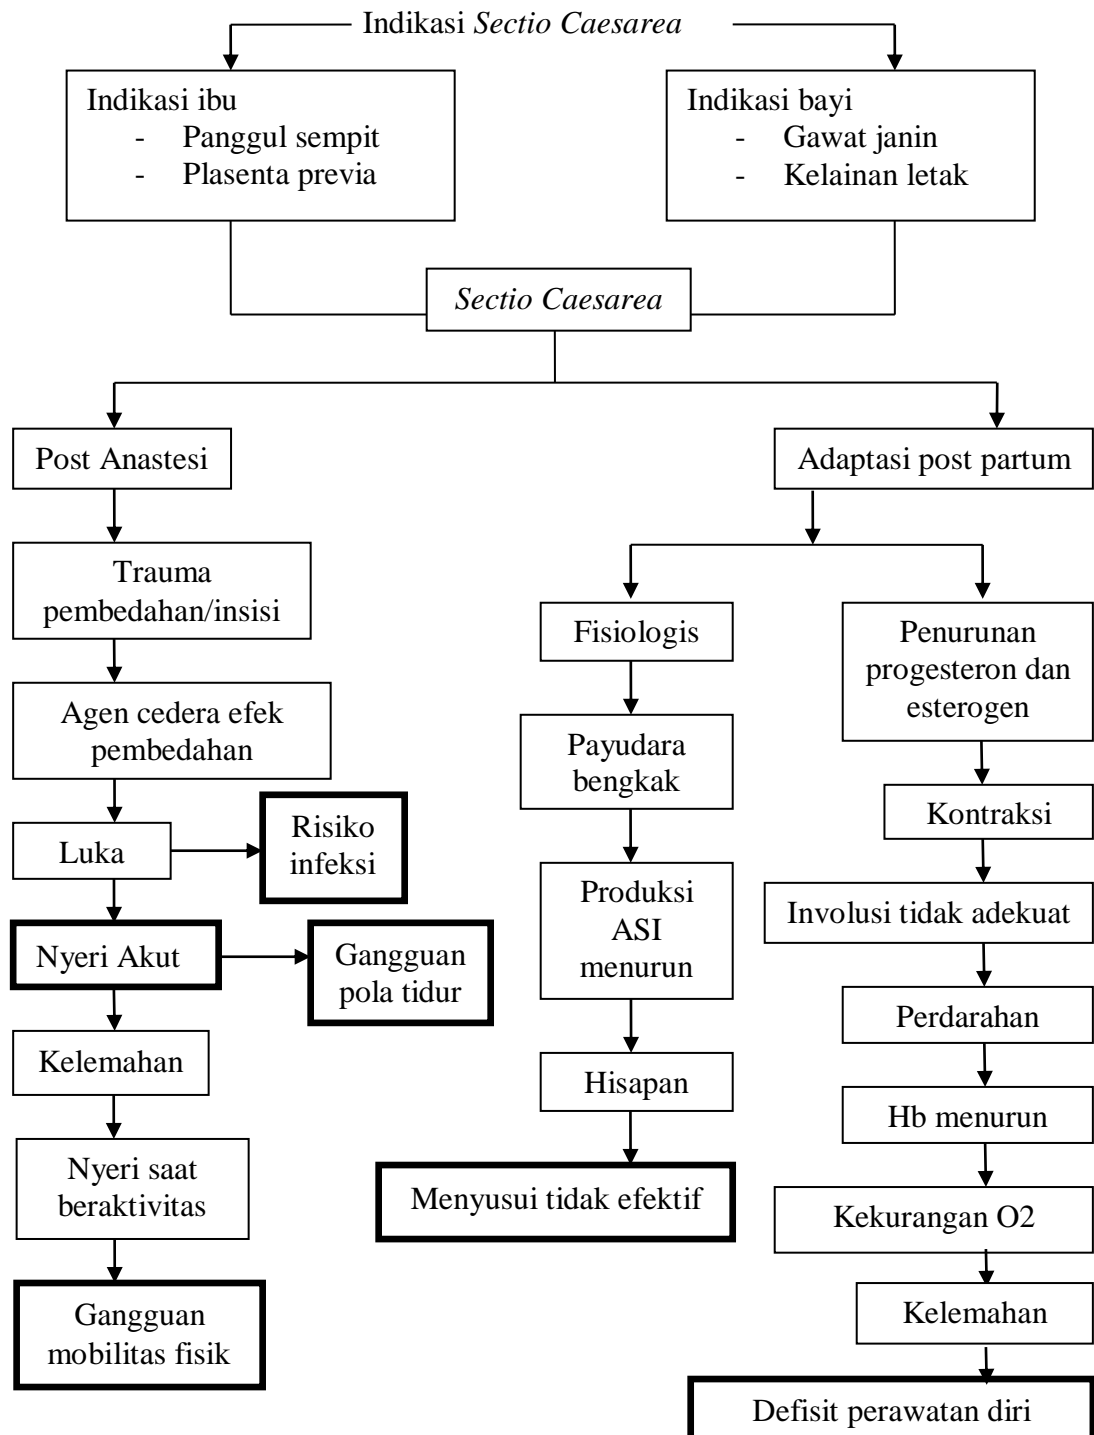 Indikasi Sectio Caesarea
Indikasi ibu
- Panggul sempit
- Plasenta previa
Indikasi bayi
- Gawat janin
- Kelainan letak
Sectio Caesarea
Post Anastesi
Trauma
pembedahan/insisi
Agen cedera efek
pembedahan
Luka
Risiko
infeksi
Nyeri Akut
Gangguan
pola tidur
Kelemahan
Nyeri saat
beraktivitas
Gangguan
mobilitas fisik
Adaptasi post partum
Fisiologis
Payudara
bengkak
Produksi
ASI
menurun
Hisapan
Menyusui tidak efektif
Penurunan
progesteron dan
esterogen
Kontraksi
Involusi tidak adekuat
Perdarahan
Hb menurun
Kekurangan O2
Kelemahan
Defisit perawatan diri